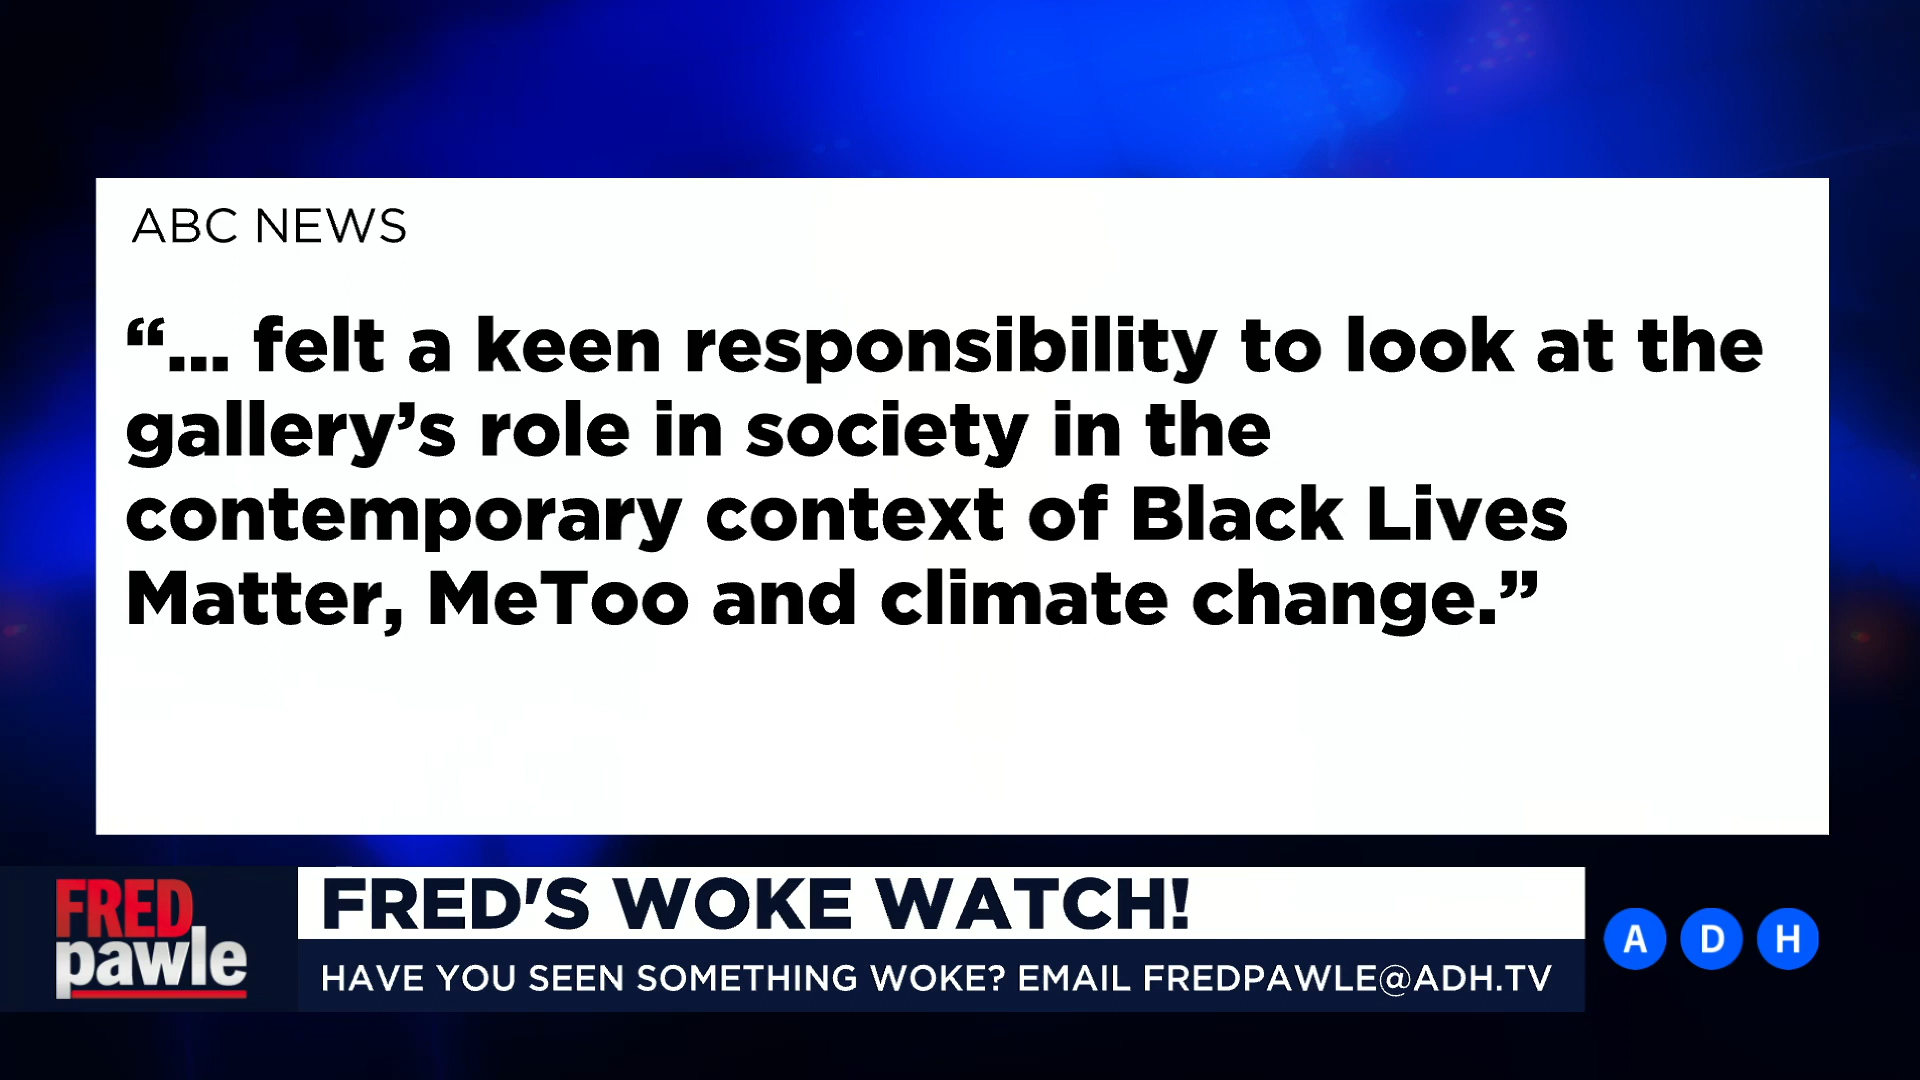 ABC NEWS
“... felt a keen responsibility to look at the
gallery’s role in society in the
contemporary context of Black Lives
Matter, MeToo and climate change.”
FRED
pawle
FRED'S WOKE WATCH!
HAVE YOU SEEN SOMETHING WOKE? EMAIL FREDPAWLE@ADH.TV
A D H